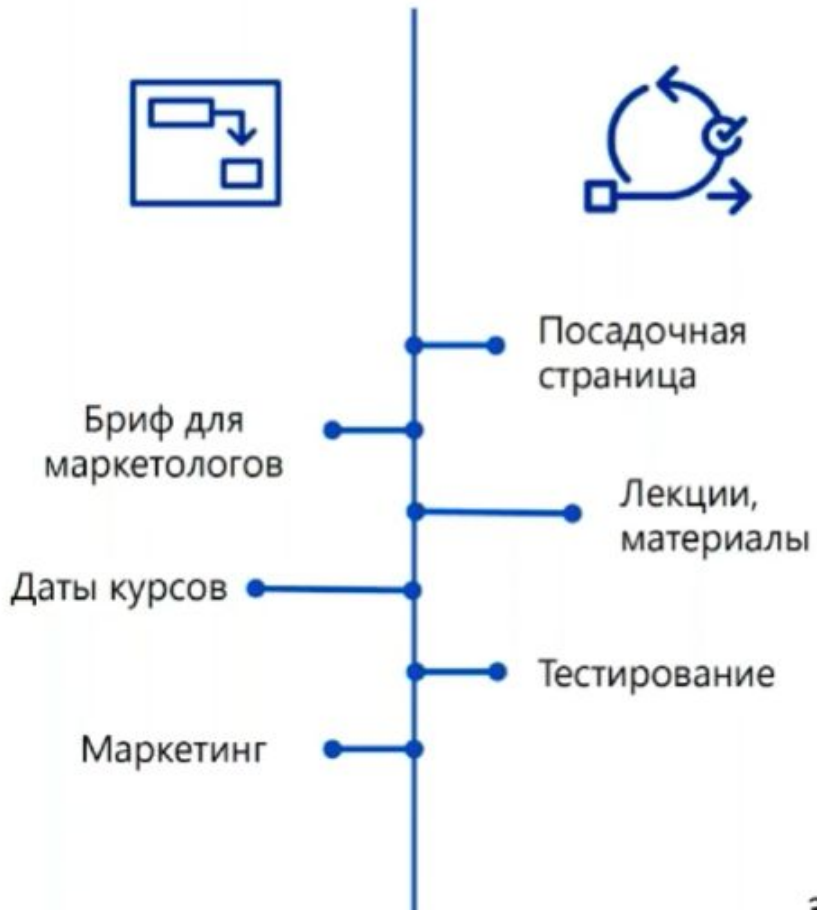 Посадочная
страница
Бриф для
маркетологов
Лекции,
материалы
Даты курсов
Тестирование
Маркетинг